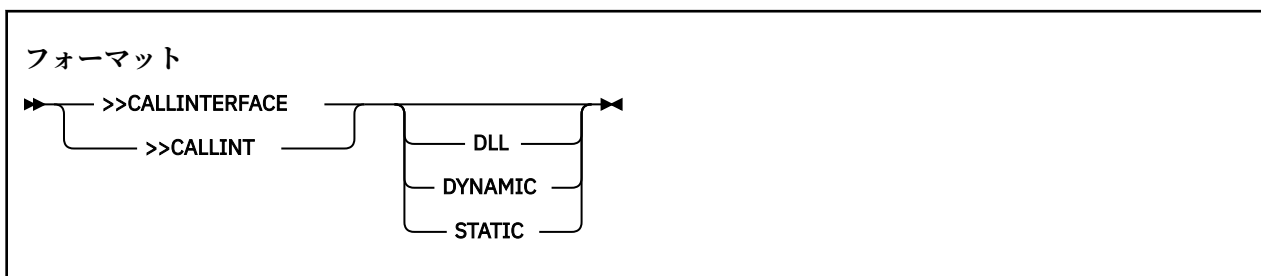 フォーマット
>>CALLINTERFACE
>>CALLINT
DLL
DYNAMIC
STATIC